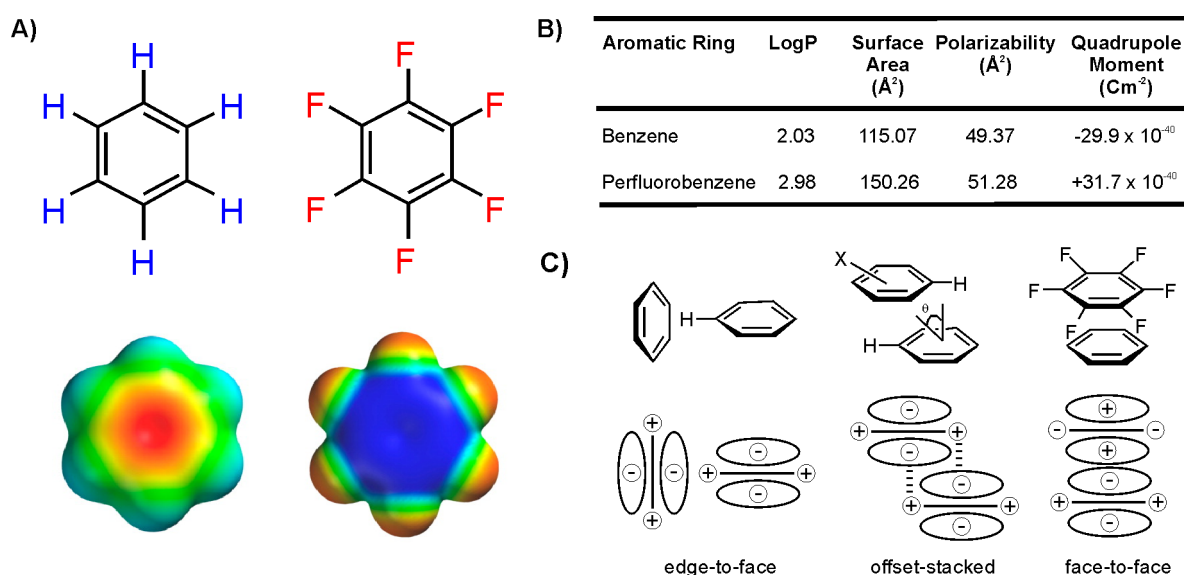 A)
H
H H
H H
H
F
F F
F F
F
B)
Aromatic Ring LogP Surface Area (Å²) Polarizability (Å²) Quadrupole Moment (Cm⁻²)
Benzene 2.03 115.07 49.37 -29.9 x 10⁻⁴⁰
Perfluorobenzene 2.98 150.26 51.28 +31.7 x 10⁻⁴⁰
C)
H
X
H
θ
H
F F
F F
F F
+ - - + + - - +
- + + - - + - +
+ - - + - + - +
edge-to-face offset-stacked face-to-face